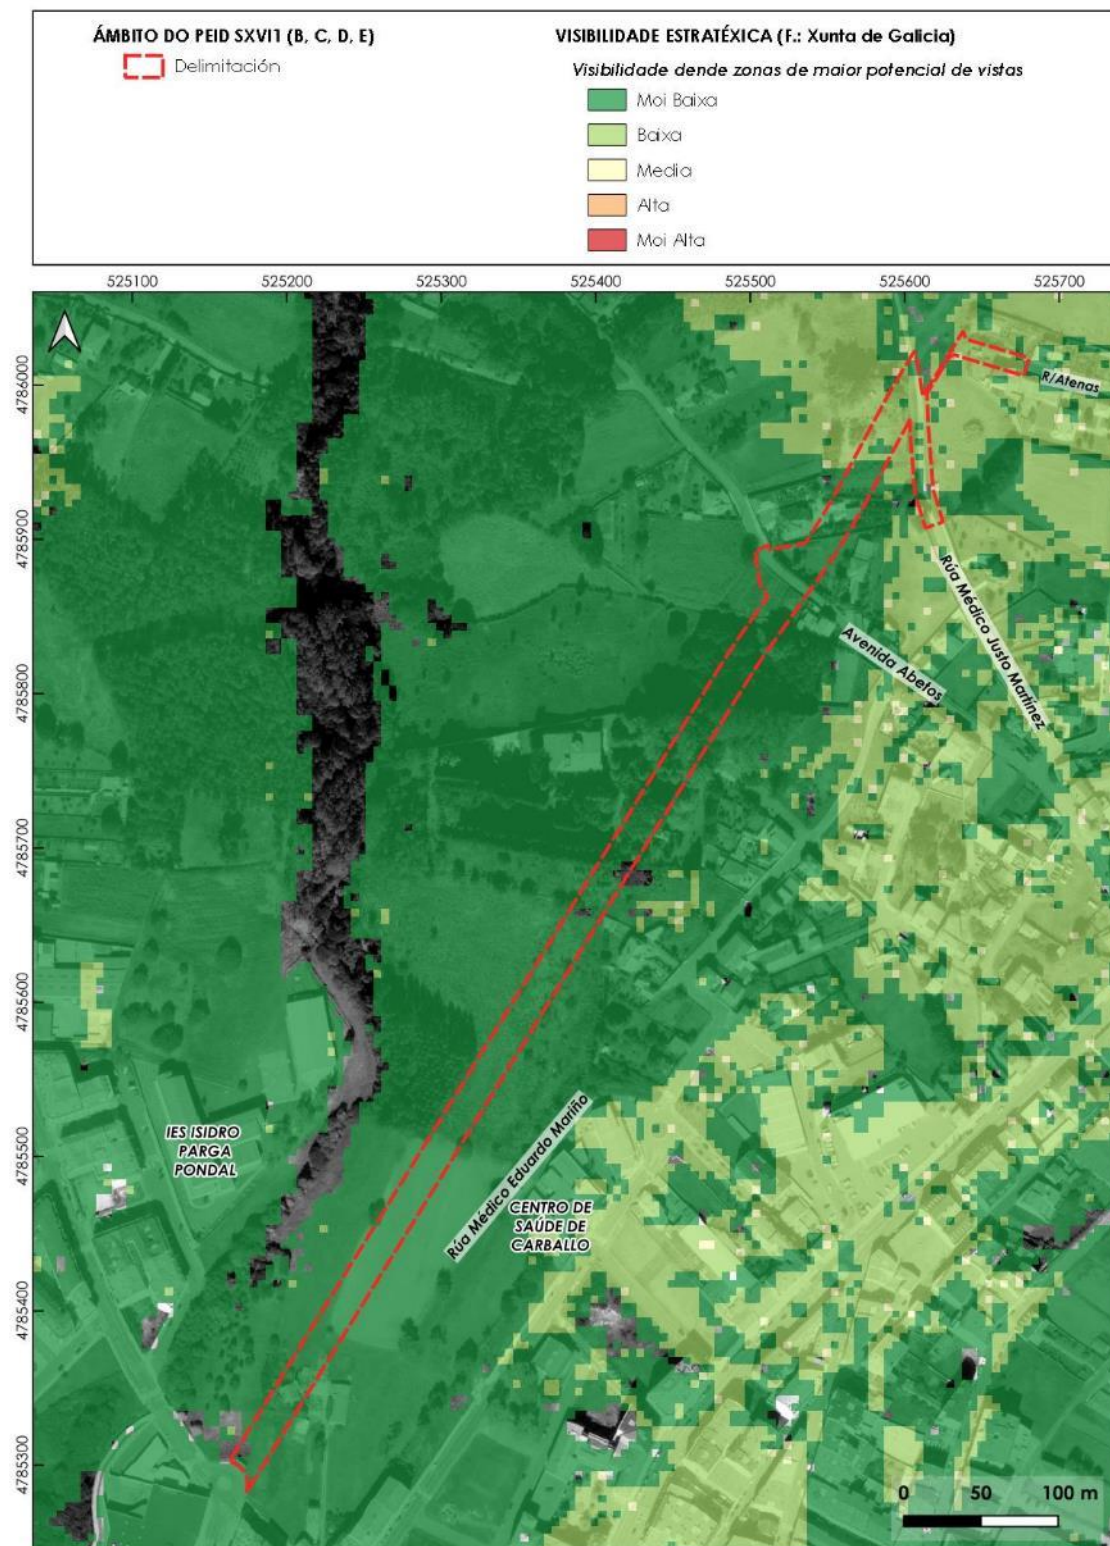 ÁMBITO DO PEID SXVI1 (B, C, D, E)
Delimitación
VISIBILIDADE ESTRATÉXICA (F.: Xunta de Galicia)
Visibilidade dende zonas de maior potencial de vistas
Moi Baixa
Baixa
Media
Alta
Moi Alta
525100 525200 525300 525400 525500 525600 525700
4786000
4785900
4785800
4785700
4785600
4785500
4785400
4785300
R/Atenas
Rúa Médico Justo Martínez
Avenida Abetos
Rúa Médico Eduardo Mariño
IES ISIDRO
PARGA
PONDAL
CENTRO DE
SAÚDE DE
CARBALLO
0 50 100 m